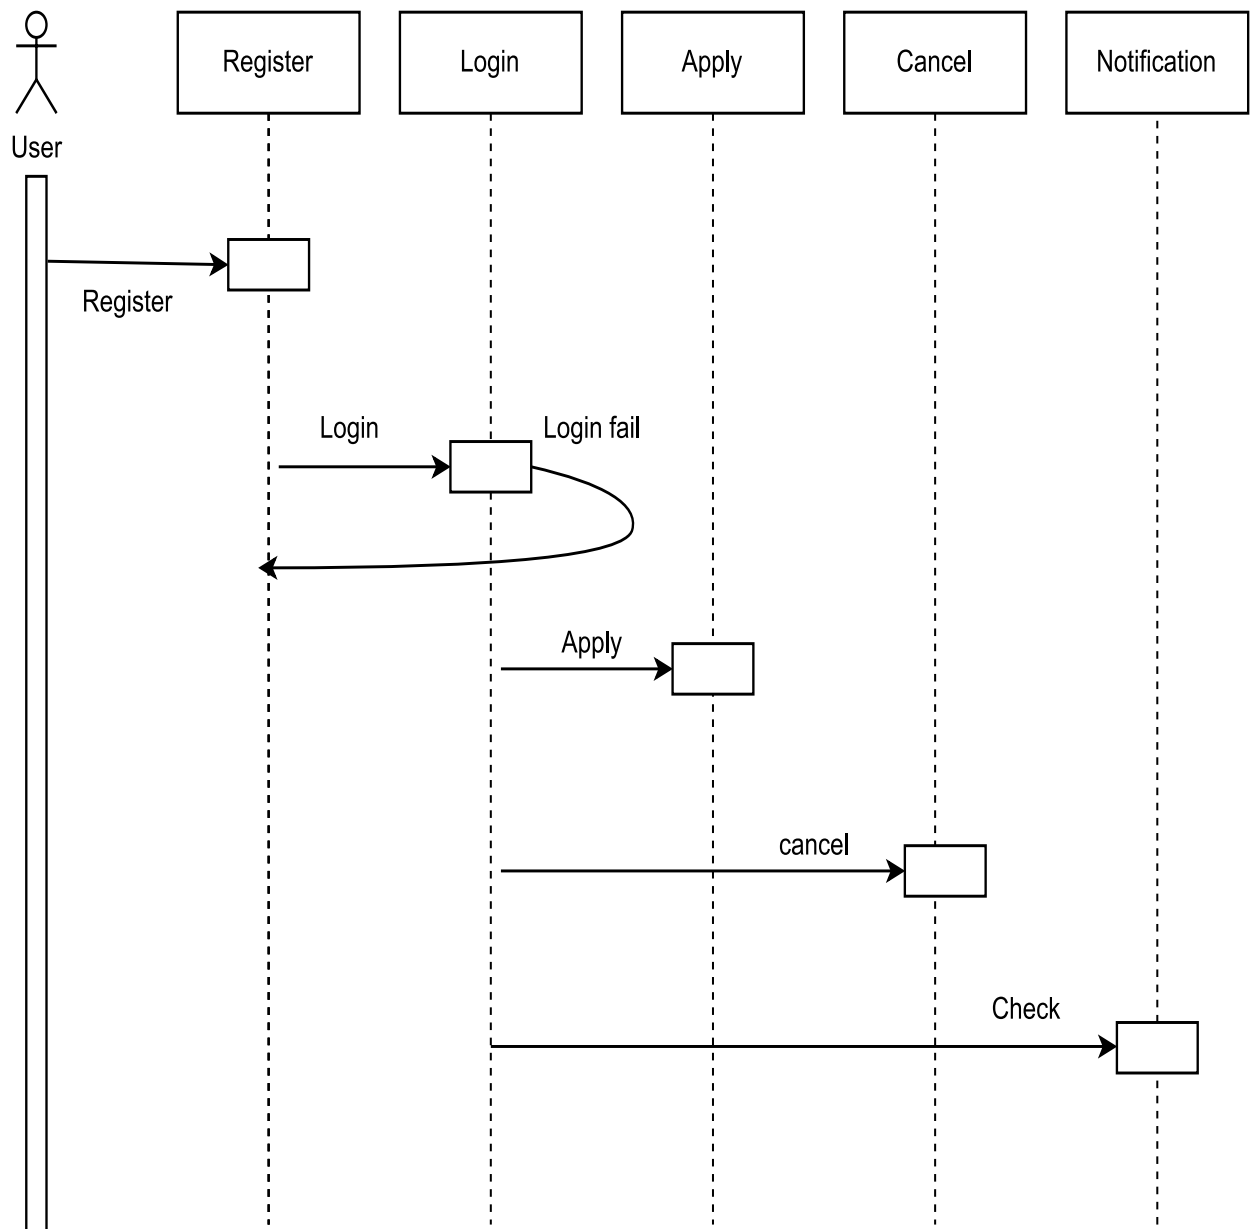 Register
Login
Apply
Cancel
Notification
User
Register
Login
Login fail
Apply
cancel
Check